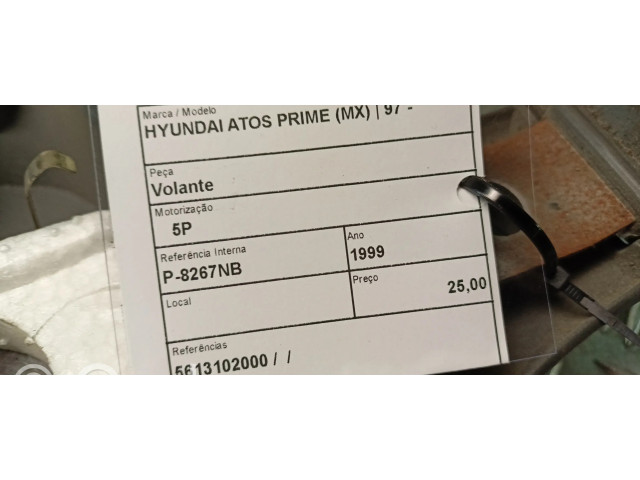 Marca / Modelo
HYUNDAI ATOS PRIME (MX) | 97 -
Peça
Volante
Motorização
5P
Referência Interna
P-8267NB
Ano
1999
Local
Preço
25,00
Referências
5613102000 / /